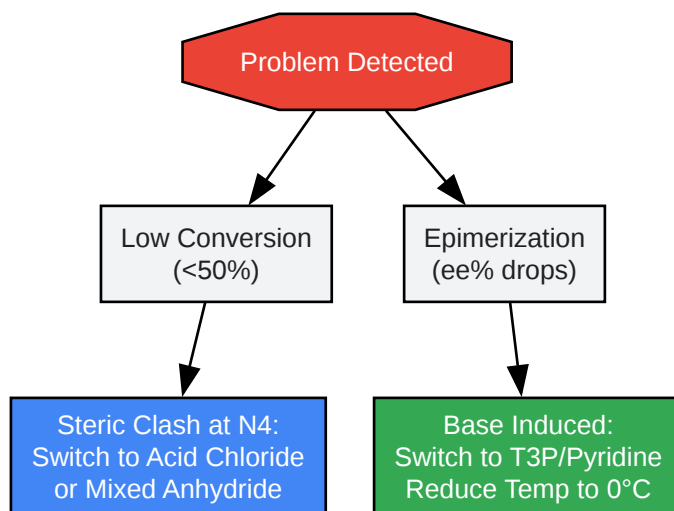 Problem Detected
Low Conversion
(<50%)
Epimerization
(ee% drops)
Steric Clash at N4:
Switch to Acid Chloride
or Mixed Anhydride
Base Induced:
Switch to T3P/Pyridine
Reduce Temp to 0°C